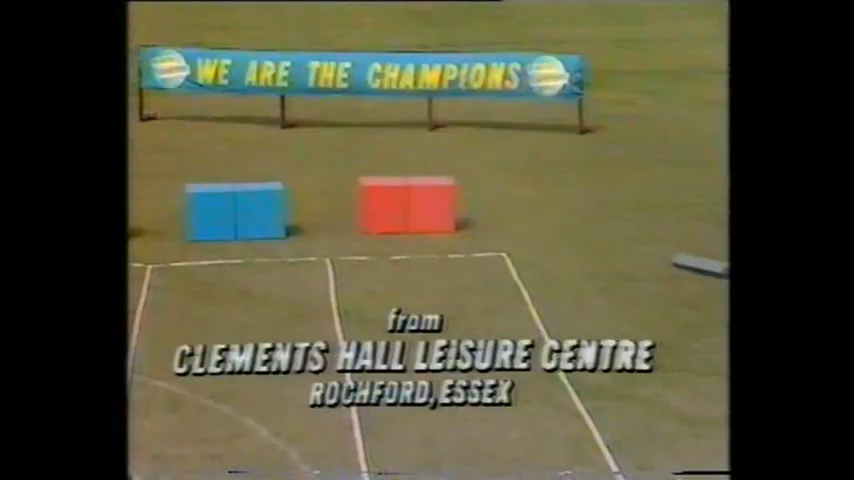 WE ARE THE CHAMPIONS
from
CLEMENTS HALL LEISURE CENTRE
ROCHFORD, ESSEX